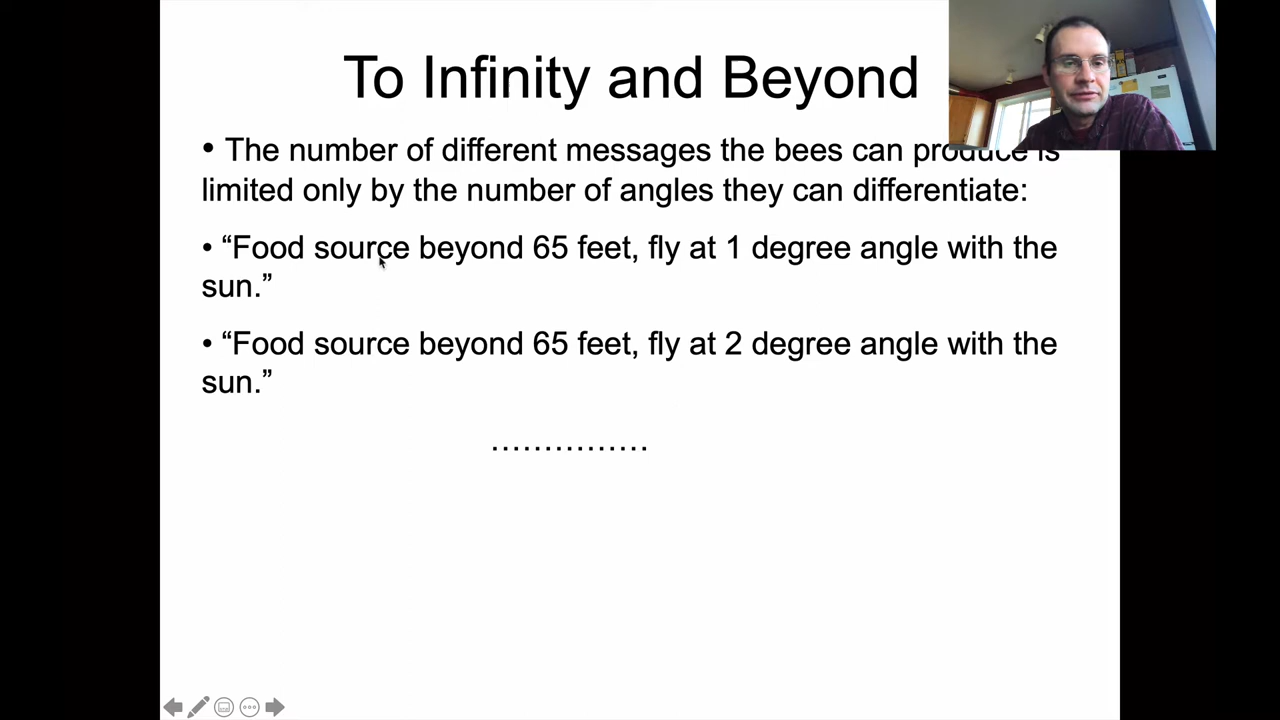 To Infinity and Beyond
• The number of different messages the bees can produce is
limited only by the number of angles they can differentiate:
• “Food source beyond 65 feet, fly at 1 degree angle with the
sun.”
• “Food source beyond 65 feet, fly at 2 degree angle with the
sun.”
……………